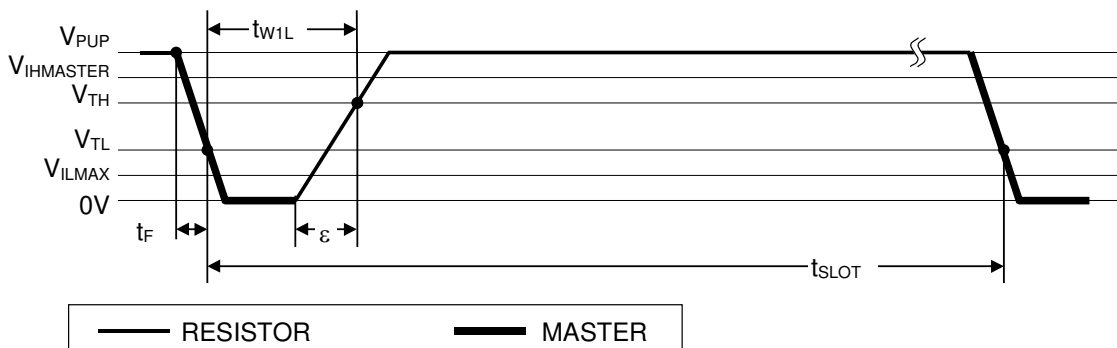 tW1L
VPUP
VIHMASTER
VTH
VTL
VILMAX
0V
tF
ε
tSLOT
RESISTOR MASTER